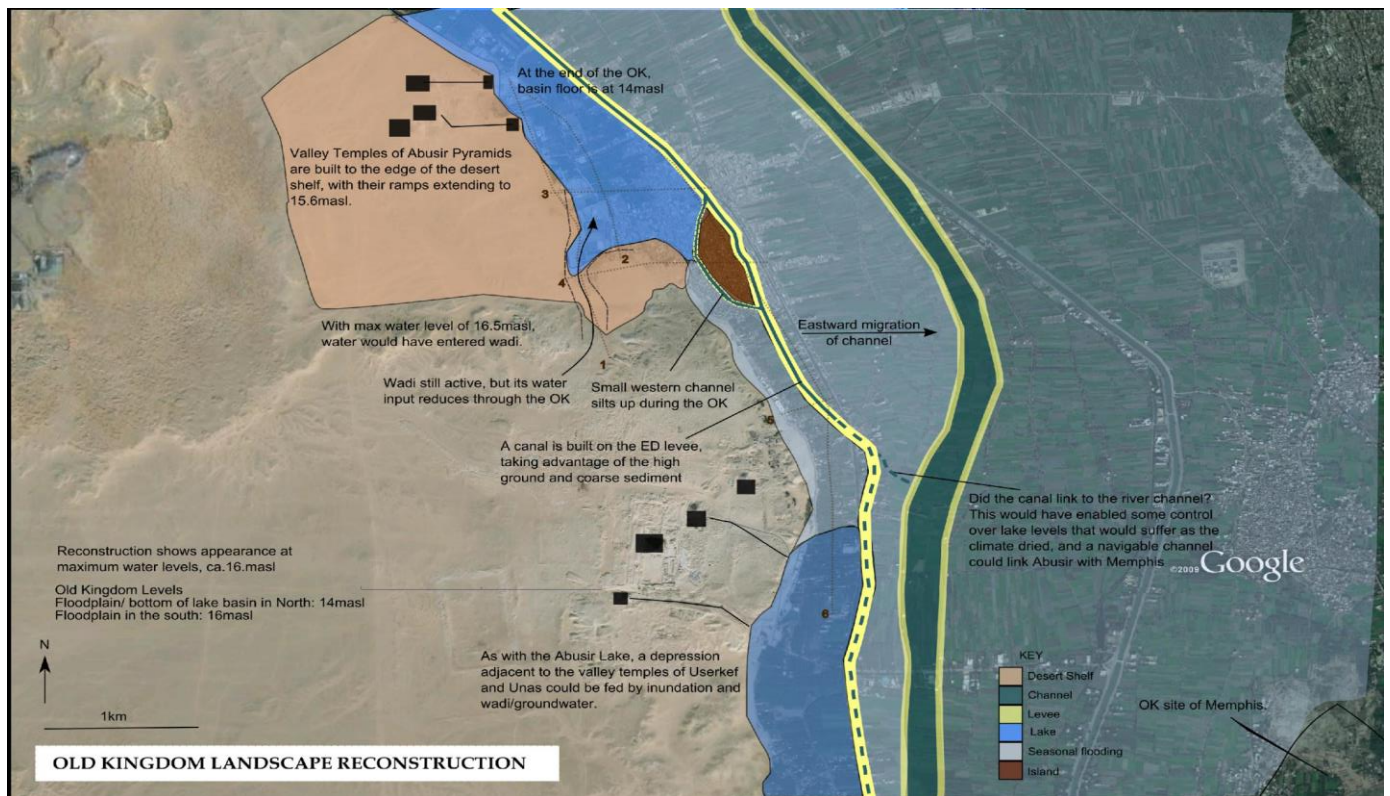 At the end of the OK,
basin floor is at 14masl
Valley Temples of Abusir Pyramids
are built to the edge of the desert
shelf, with their ramps extending to
15.6masl.
3
2
4
With max water level of 16.5masl,
water would have entered wadi.
Eastward migration
of channel
1
Wadi still active, but its water
input reduces through the OK
Small western channel
silts up during the OK
5
A canal is built on the ED levee,
taking advantage of the high
ground and coarse sediment
Did the canal link to the river channel?
This would have enabled some control
over lake levels that would suffer as the
climate dried, and a navigable channel
could link Abusir with Memphis
©2009 Google
Reconstruction shows appearance at
maximum water levels, ca.16.masl
Old Kingdom Levels
Floodplain/ bottom of lake basin in North: 14masl
Floodplain in the south: 16masl
6
N
As with the Abusir Lake, a depression
adjacent to the valley temples of Userkef
and Unas could be fed by inundation and
wadi/groundwater.
1km
KEY
Desert Shelf
Channel
Levee
Lake
Seasonal flooding
Island
OK site of Memphis.
OLD KINGDOM LANDSCAPE RECONSTRUCTION